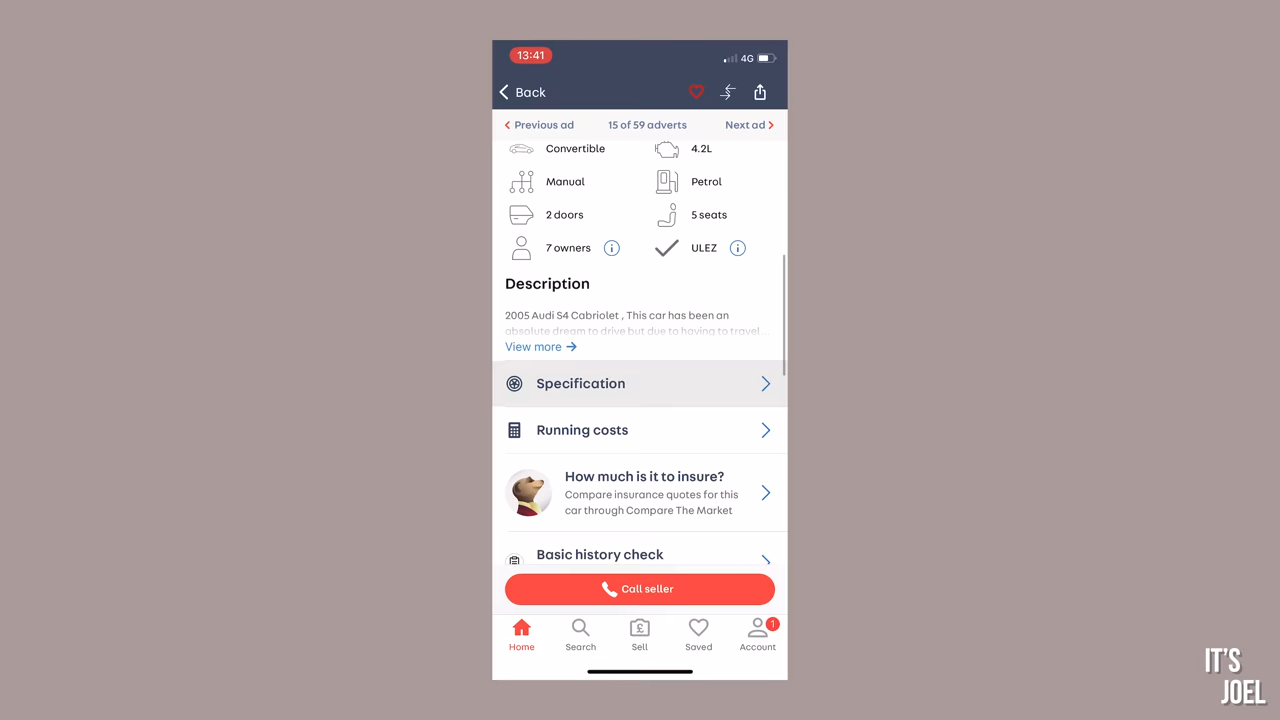 13:41
4G
Back
Previous ad 15 of 59 adverts Next ad
Convertible 4.2L
Manual Petrol
2 doors 5 seats
7 owners ULEZ
Description
2005 Audi S4 Cabriolet , This car has been an
absolute dream to drive but due to having to travel ...
View more
Specification
Running costs
How much is it to insure?
Compare insurance quotes for this
car through Compare The Market
Basic history check
Call seller
1
Home Search Sell Saved Account
IT'S
JOEL